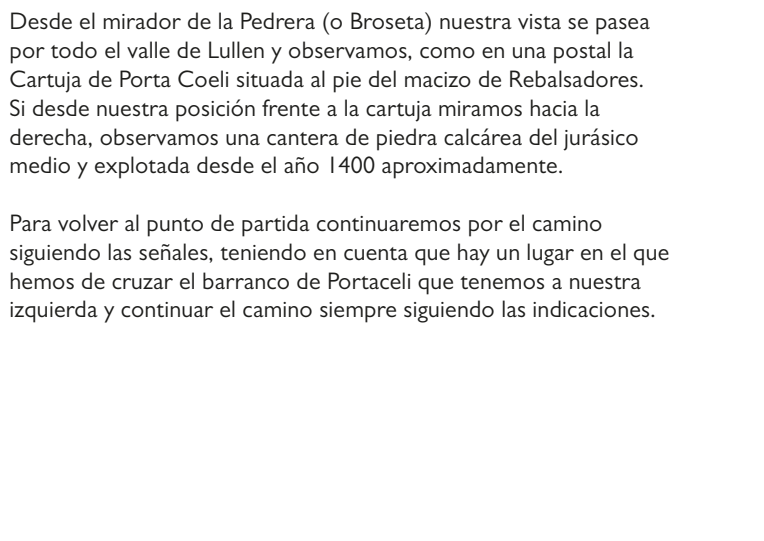 Desde el mirador de la Pedrera (o Broseta) nuestra vista se pasea
por todo el valle de Lullen y observamos, como en una postal la
Cartuja de Porta Coeli situada al pie del macizo de Rebalsadores.
Si desde nuestra posición frente a la cartuja miramos hacia la
derecha, observamos una cantera de piedra calcárea del jurásico
medio y explotada desde el año 1400 aproximadamente.

Para volver al punto de partida continuaremos por el camino
siguiendo las señales, teniendo en cuenta que hay un lugar en el que
hemos de cruzar el barranco de Portaceli que tenemos a nuestra
izquierda y continuar el camino siempre siguiendo las indicaciones.